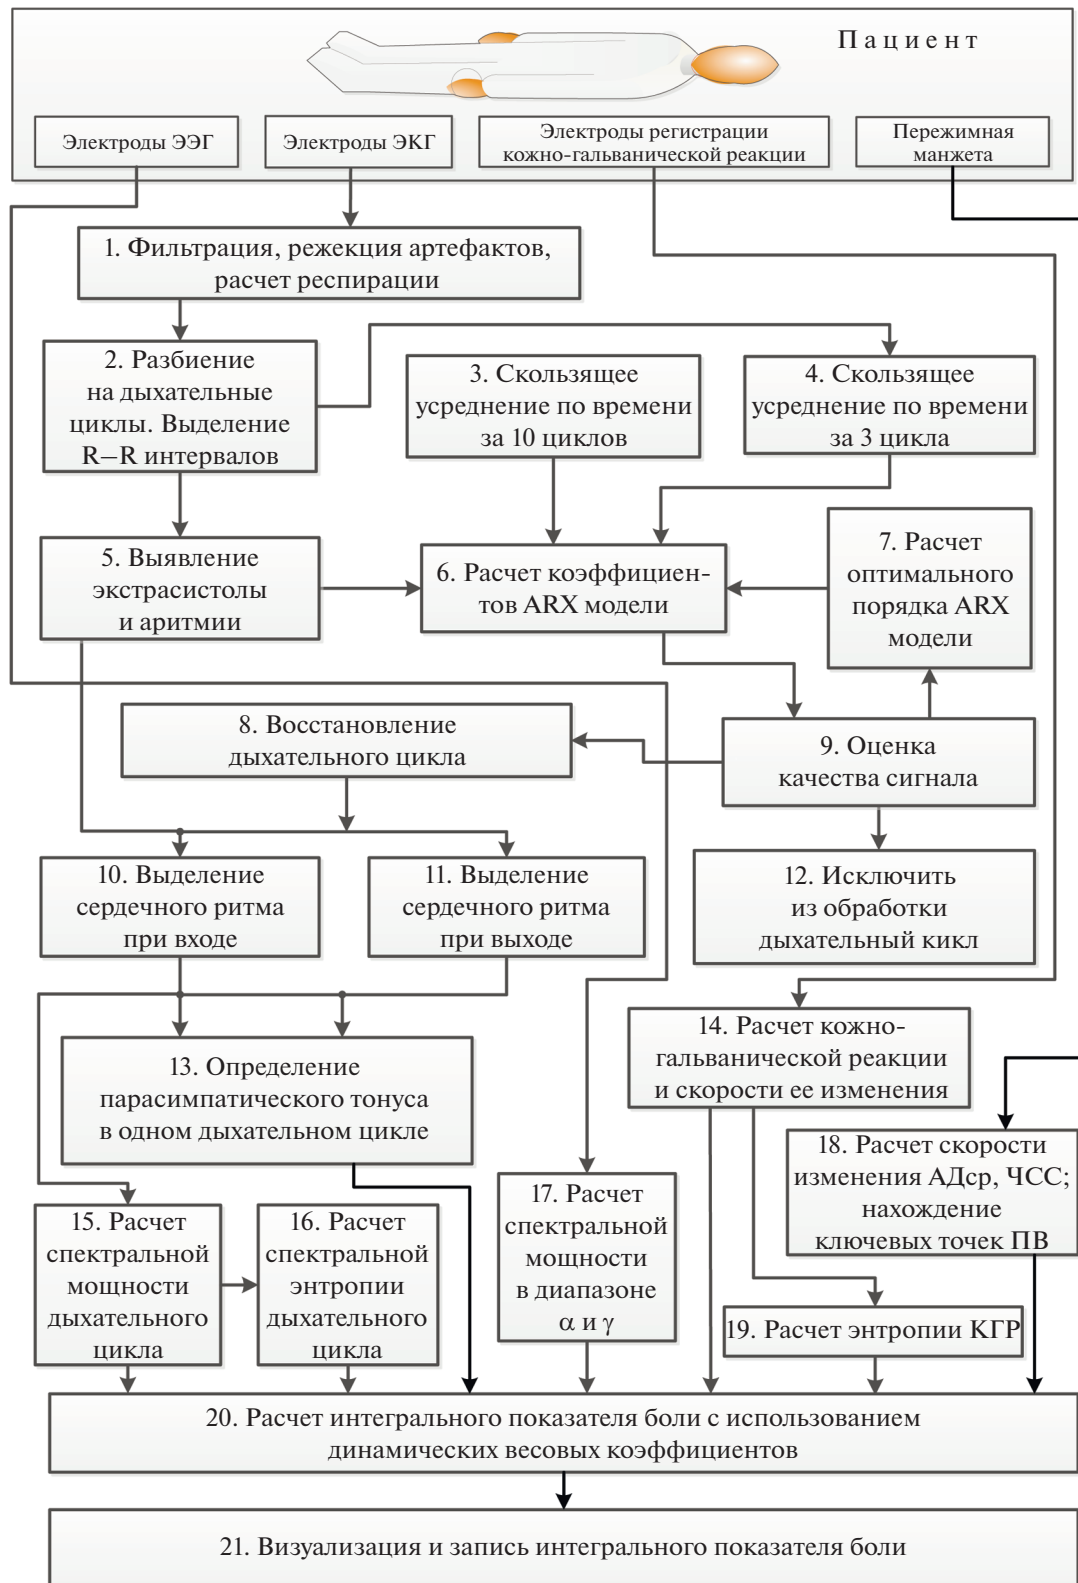 Пациент
Электроды ЭЭГ
Электроды ЭКГ
Электроды регистрации
кожно-гальванической реакции
Пережимная
манжета
1. Фильтрация, режекция артефактов,
расчет респирации
2. Разбиение
на дыхательные
циклы. Выделение
R–R интервалов
3. Скользящее
усреднение по времени
за 10 циклов
4. Скользящее
усреднение по времени
за 3 цикла
5. Выявление
экстрасистолы
и аритмии
6. Расчет коэффициен-
тов ARX модели
7. Расчет
оптимального
порядка ARX
модели
8. Восстановление
дыхательного цикла
9. Оценка
качества сигнала
10. Выделение
сердечного ритма
при входе
11. Выделение
сердечного ритма
при выходе
12. Исключить
из обработки
дыхательный кикл
13. Определение
парасимпатического тонуса
в одном дыхательном цикле
14. Расчет кожно-
гальванической реакции
и скорости ее изменения
15. Расчет
спектральной
мощности
дыхательного
цикла
16. Расчет
спектральной
энтропии
дыхательного
цикла
17. Расчет
спектральной
мощности
в диапазоне
α и γ
18. Расчет скорости
изменения АДср, ЧСС;
нахождение
ключевых точек ПВ
19. Расчет энтропии КГР
20. Расчет интегрального показателя боли с использованием
динамических весовых коэффициентов
21. Визуализация и запись интегрального показателя боли